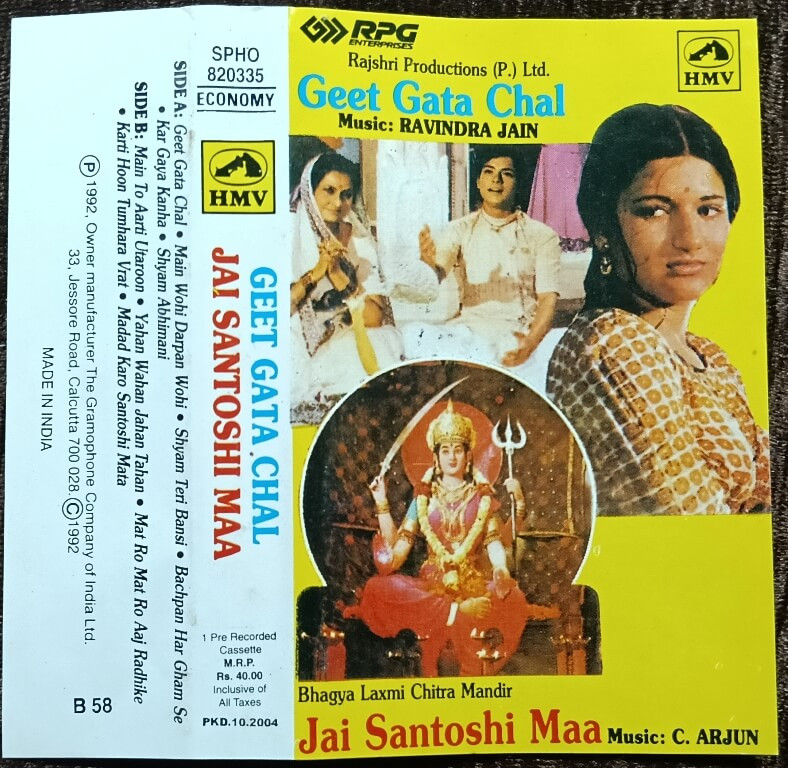 SIDE A: Geet Gata Chal • Main Wohi Darpan Wohi • Shyam Teri Bansi • Bachpan Har Gham Se
• Kar Gaya Kanha • Shyam Abhimani
SIDE B: Main To Aarti Utaroon • Yahan Wahan Jahan Tahan • Mat Ro Mat Ro Aaj Radhike
• Karti Hoon Tumhara Vrat • Madad Karo Santoshi Mata
Ⓟ 1992, Owner manufacturer The Gramophone Company of India Ltd.
33, Jessore Road, Calcutta 700 028. Ⓒ1992
MADE IN INDIA
B 58
SPHO
820335
ECONOMY
HMV
GEET GATA CHAL
JAI SANTOSHI MAA
1 Pre Recorded
Cassette
M.R.P.
Rs. 40.00
Inclusive of
All Taxes
PKD.10.2004
RPG
ENTERPRISES
Rajshri Productions (P.) Ltd.
HMV
Geet Gata Chal
Music: RAVINDRA JAIN
Bhagya Laxmi Chitra Mandir
Jai Santoshi Maa Music: C. ARJUN